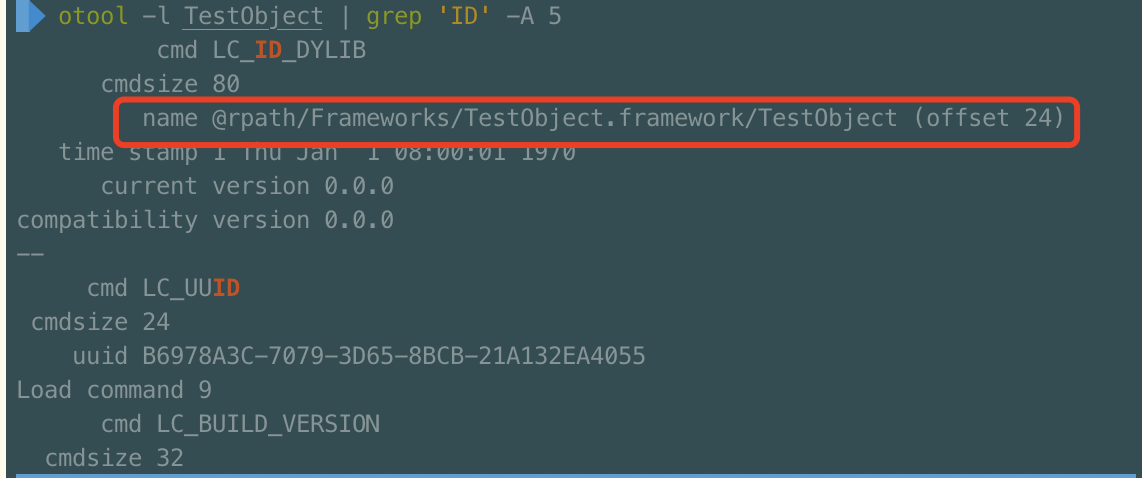 otool -l TestObject | grep 'ID' -A 5
cmd LC_ID_DYLIB
cmdsize 80
name @rpath/Frameworks/TestObject.framework/TestObject (offset 24)
time stamp 1 Thu Jan  1 08:00:01 1970
current version 0.0.0
compatibility version 0.0.0
--
cmd LC_UUID
cmdsize 24
uuid B6978A3C-7079-3D65-8BCB-21A132EA4055
Load command 9
cmd LC_BUILD_VERSION
cmdsize 32